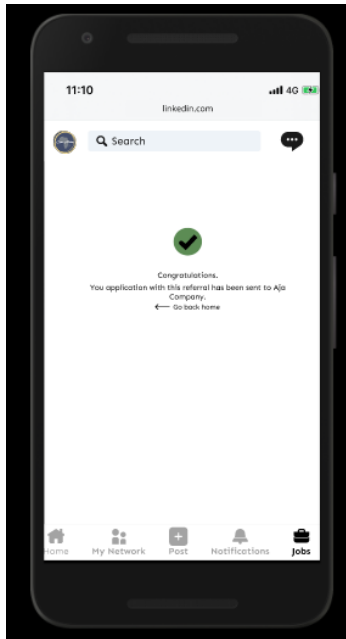 11:10
4G
linkedin.com
Search
Congratulations.
You application with this referral has been sent to Aja
Company.
Go back home
Home
My Network
Post
Notifications
Jobs